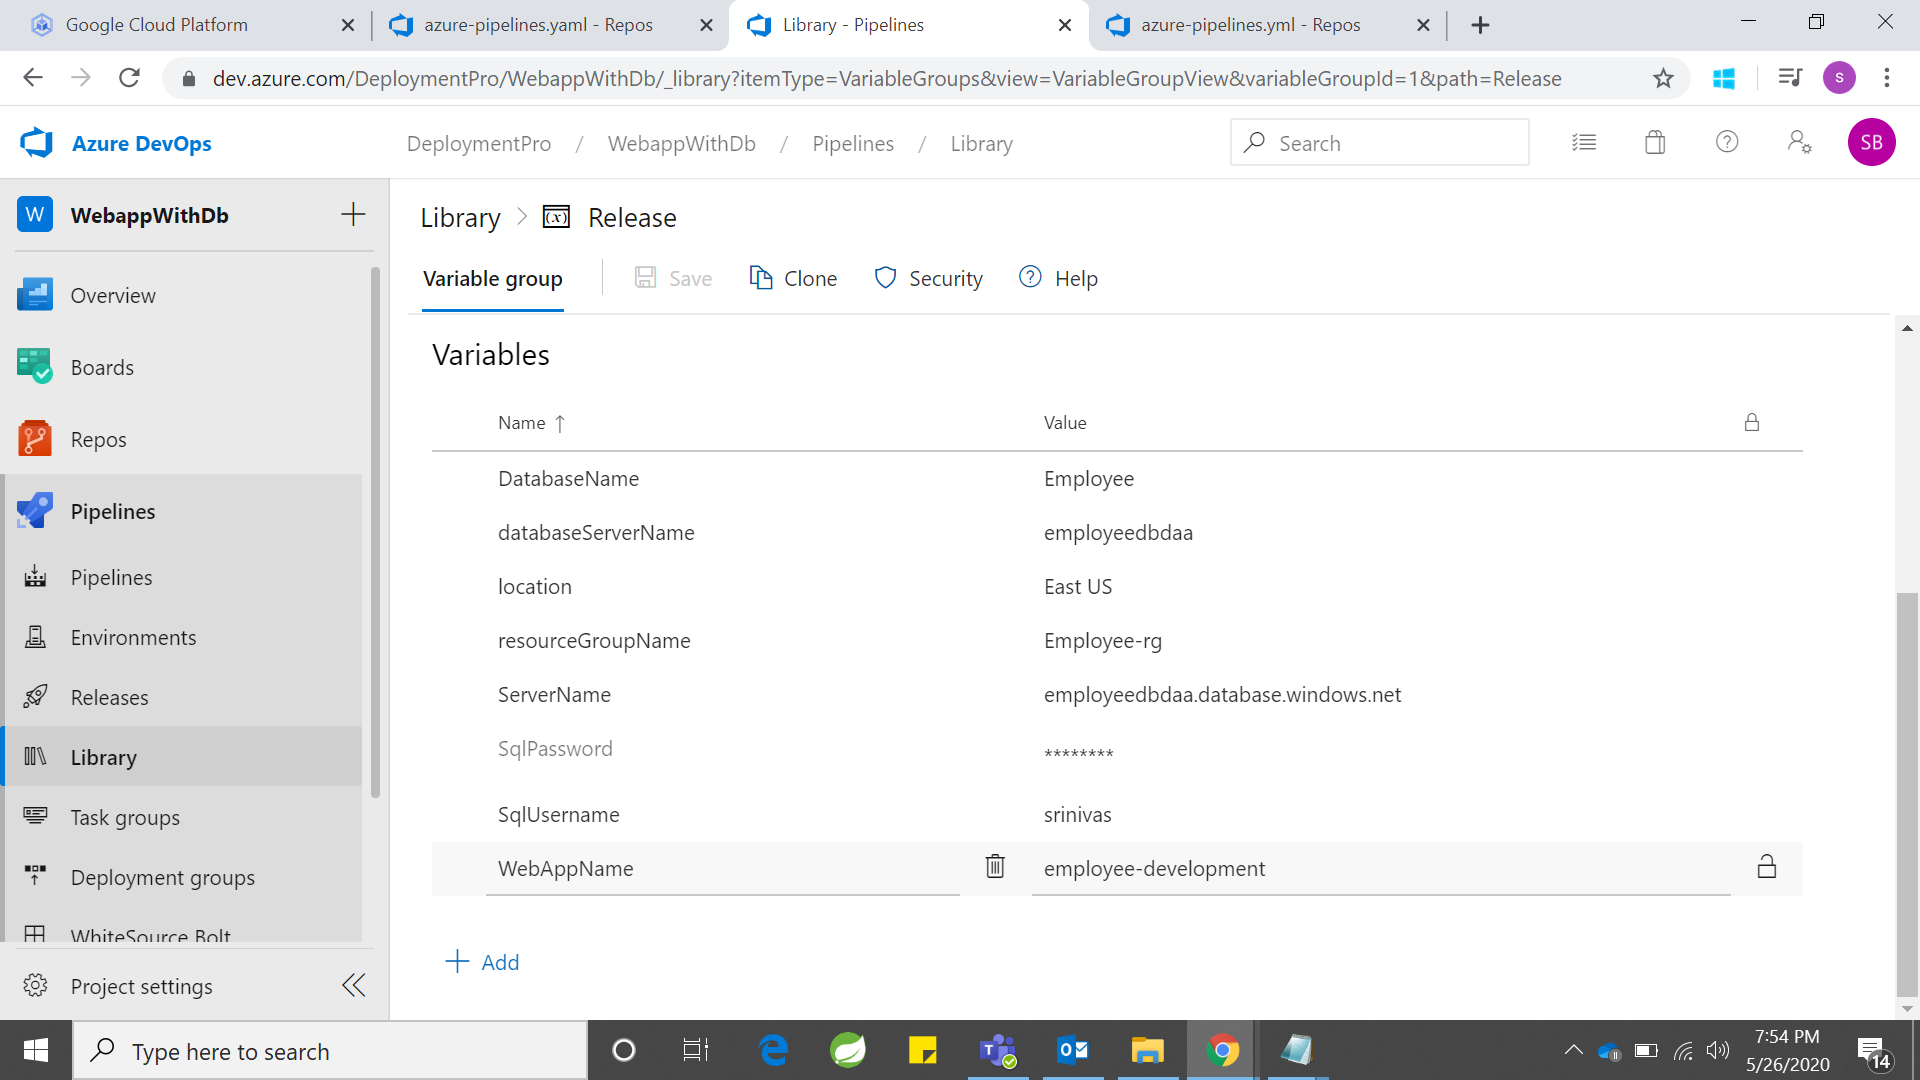 Google Cloud Platform
azure-pipelines.yaml - Repos
Library - Pipelines
azure-pipelines.yml - Repos
dev.azure.com/DeploymentPro/WebappWithDb/_library?itemType=VariableGroups&view=VariableGroupView&variableGroupId=1&path=Release
S
Azure DevOps
DeploymentPro / WebappWithDb / Pipelines / Library
Search
SB
W WebappWithDb
Overview
Boards
Repos
Pipelines
Pipelines
Environments
Releases
Library
Task groups
Deployment groups
WhiteSource Bolt
Project settings
Library > (x) Release
Variable group Save Clone Security Help
Variables
Name ↑ Value
DatabaseName Employee
databaseServerName employeedbdaa
location East US
resourceGroupName Employee-rg
ServerName employeedbdaa.database.windows.net
SqlPassword ********
SqlUsername srinivas
WebAppName employee-development
+ Add
Type here to search
7:54 PM
5/26/2020
14